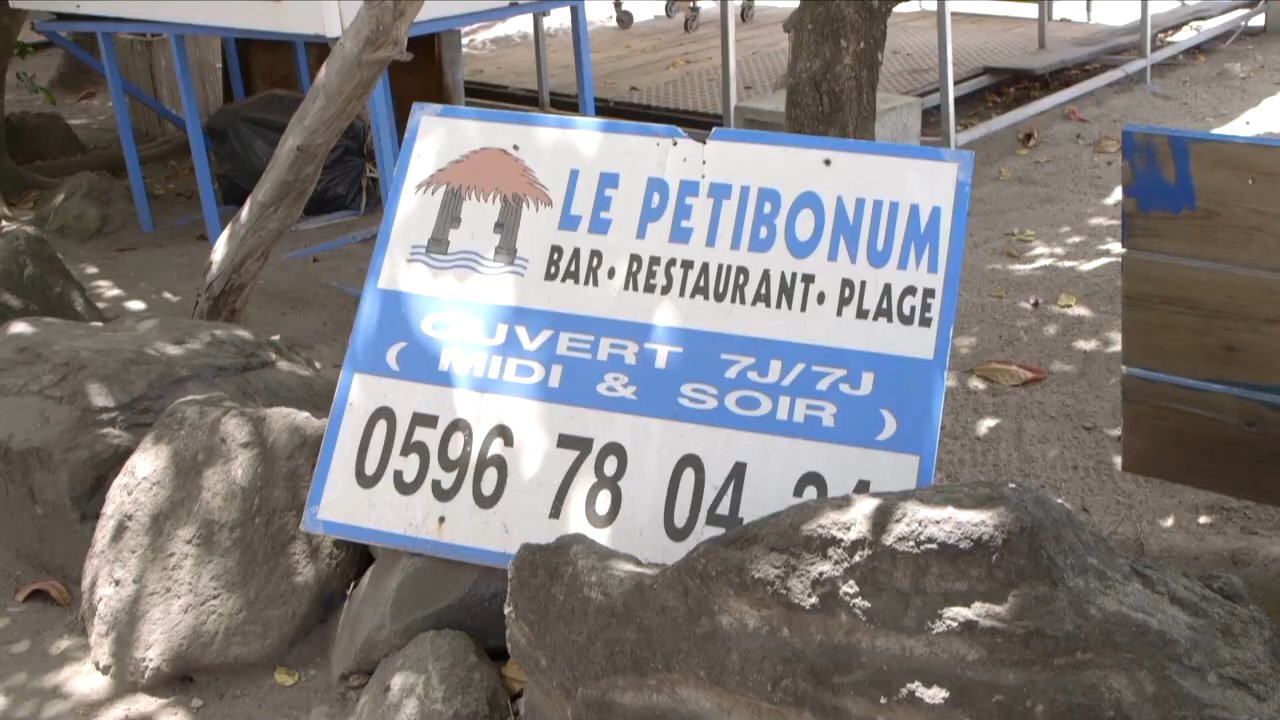 LE PETIBONUM
BAR • RESTAURANT • PLAGE
OUVERT 7J/7J
( MIDI & SOIR )
0596 78 04